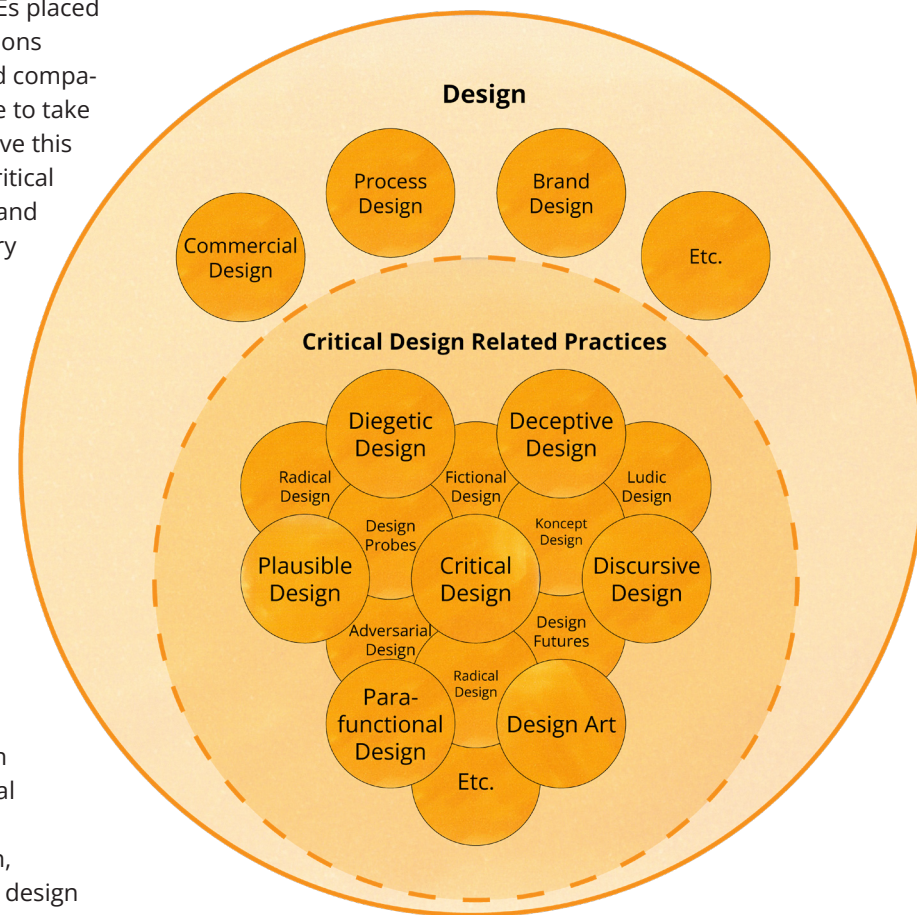 Es placed
ons
d compa-
e to take
ve this
ritical
and
ry
n
al
n,
design
Design
Process
Design
Brand
Design
Commercial
Design
Etc.
Critical Design Related Practices
Diegetic
Design
Deceptive
Design
Radical
Design
Fictional
Design
Ludic
Design
Design
Probes
Koncept
Design
Plausible
Design
Critical
Design
Discursive
Design
Adversarial
Design
Design
Futures
Radical
Design
Para-
functional
Design
Design Art
Etc.